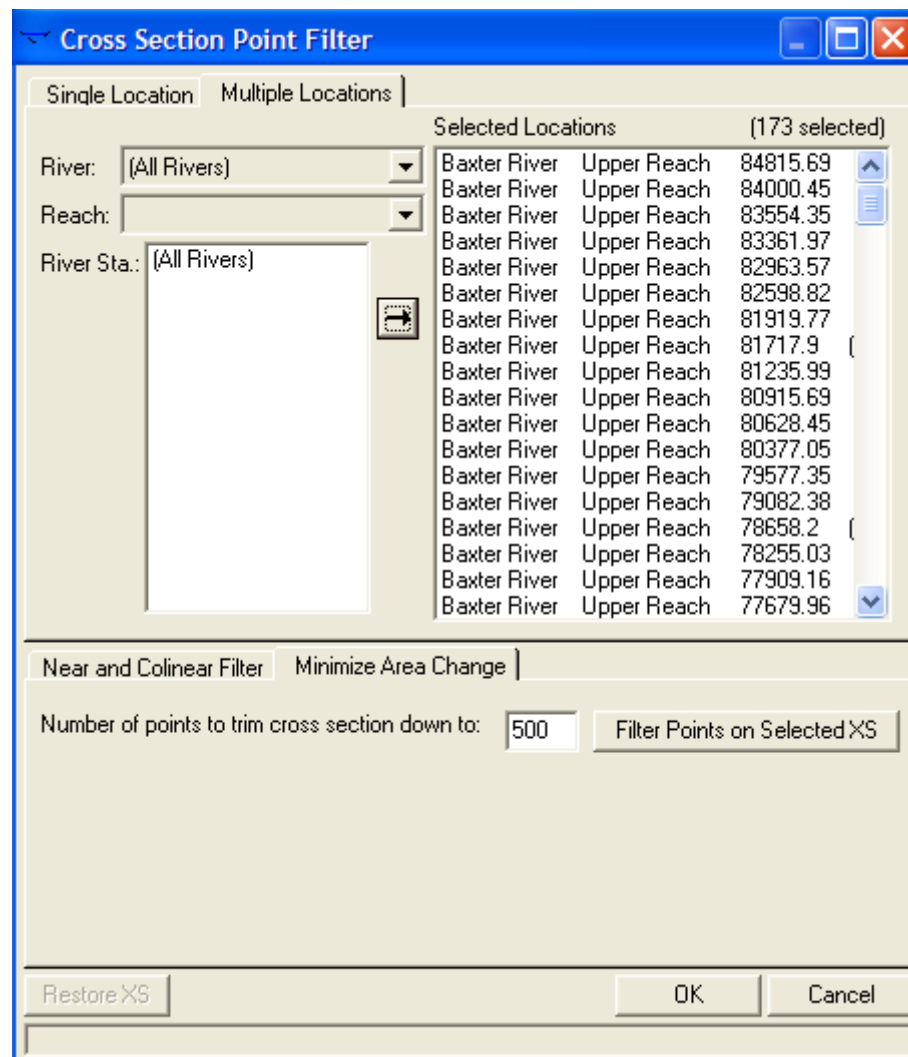 Cross Section Point Filter
Single Location Multiple Locations
Selected Locations (173 selected)
River: (All Rivers)
Reach:
River Sta.: (All Rivers)
Baxter River Upper Reach 84815.69
Baxter River Upper Reach 84000.45
Baxter River Upper Reach 83554.35
Baxter River Upper Reach 83361.97
Baxter River Upper Reach 82963.57
Baxter River Upper Reach 82598.82
Baxter River Upper Reach 81919.77
Baxter River Upper Reach 81717.9 (
Baxter River Upper Reach 81235.99
Baxter River Upper Reach 80915.69
Baxter River Upper Reach 80628.45
Baxter River Upper Reach 80377.05
Baxter River Upper Reach 79577.35
Baxter River Upper Reach 79082.38
Baxter River Upper Reach 78658.2 (
Baxter River Upper Reach 78255.03
Baxter River Upper Reach 77909.16
Baxter River Upper Reach 77679.96
Near and Colinear Filter Minimize Area Change
Number of points to trim cross section down to: 500 Filter Points on Selected XS
Restore XS OK Cancel